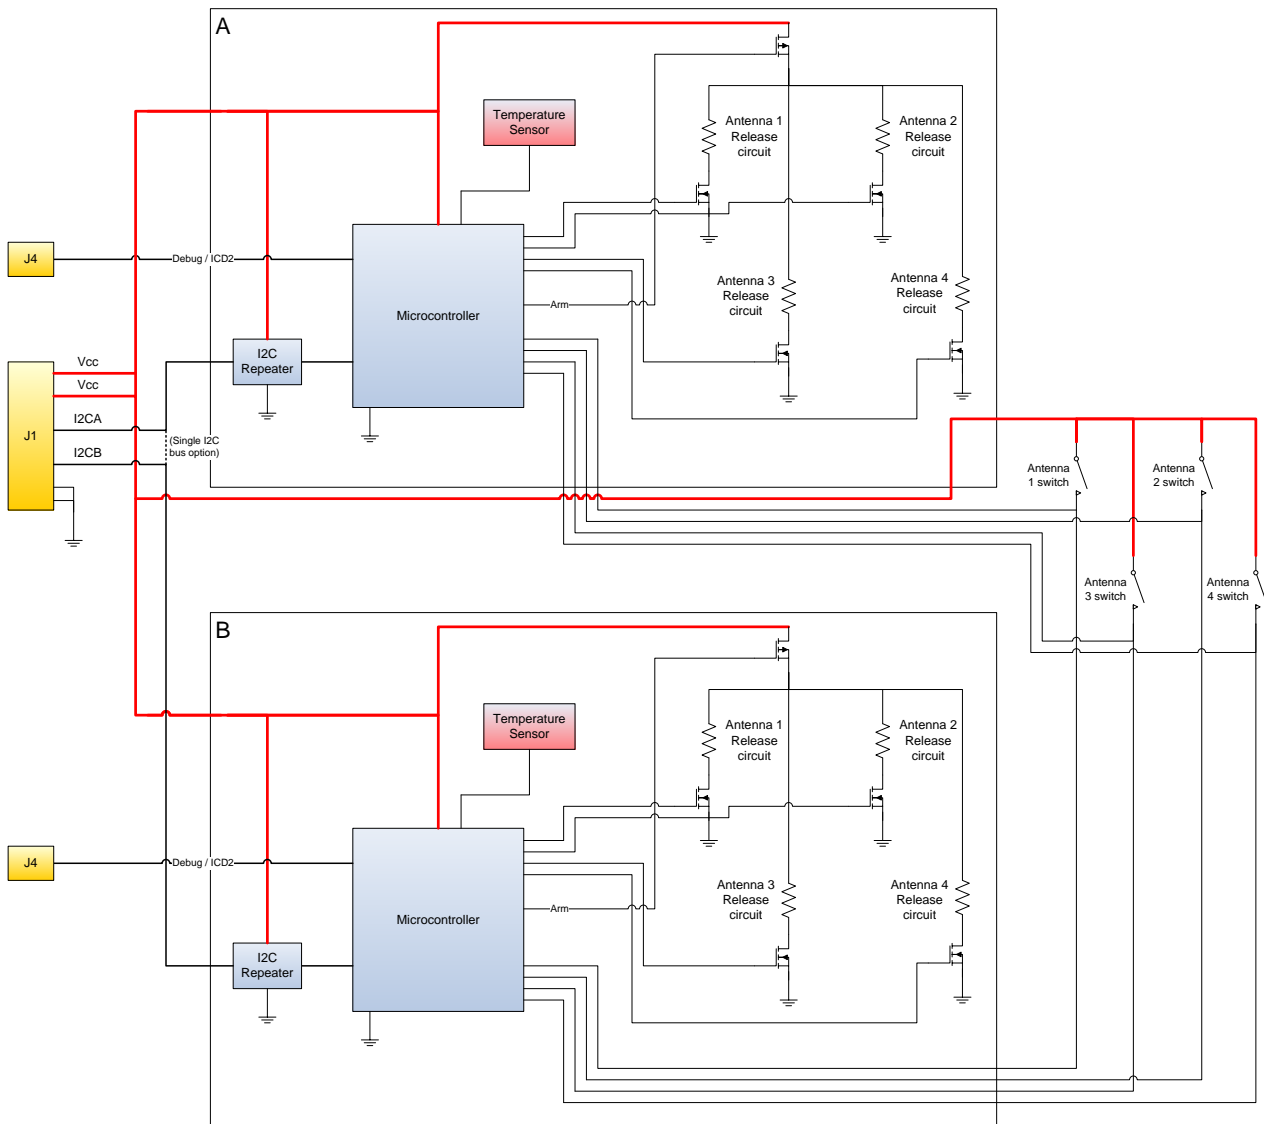 A
Temperature
Sensor
Antenna 1
Release
circuit
Antenna 2
Release
circuit
J4
Debug / ICD2
Antenna 3
Release
circuit
Antenna 4
Release
circuit
Arm
Microcontroller
I2C
Repeater
Vcc
Vcc
I2CA
J1
(Single I2C
bus option)
I2CB
Antenna
1 switch
Antenna
2 switch
Antenna
3 switch
Antenna
4 switch
B
Temperature
Sensor
Antenna 1
Release
circuit
Antenna 2
Release
circuit
J4
Debug / ICD2
Antenna 3
Release
circuit
Antenna 4
Release
circuit
Arm
Microcontroller
I2C
Repeater